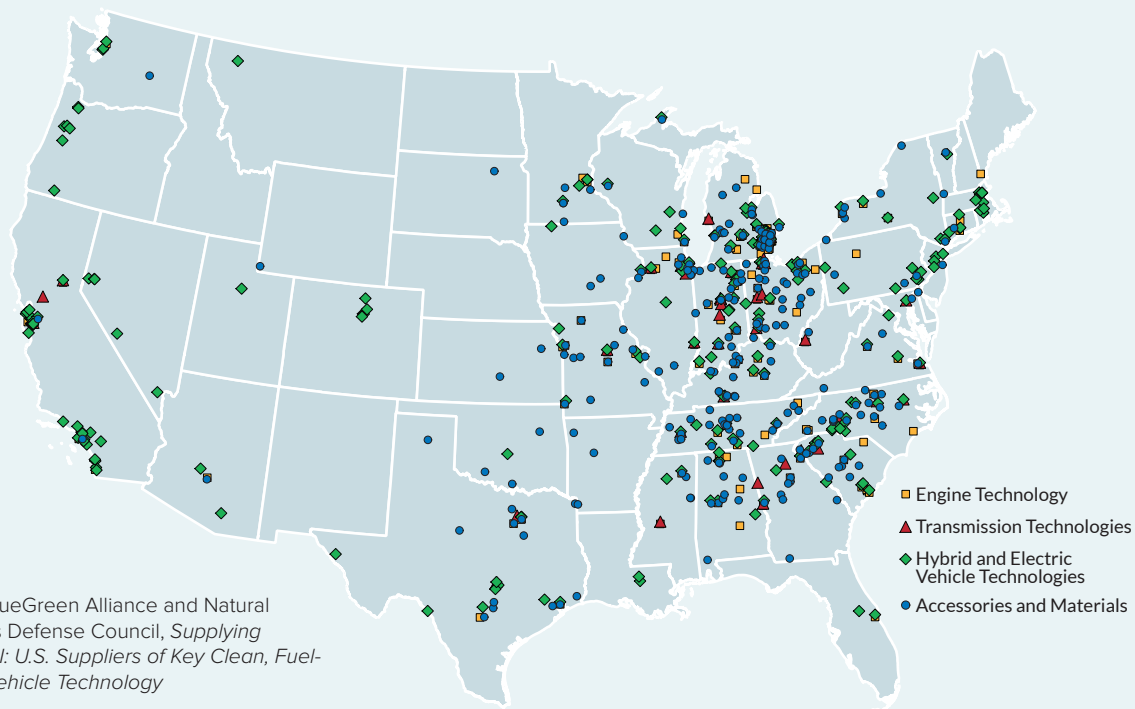 Engine Technology
Transmission Technologies
Hybrid and Electric
Vehicle Technologies
Accessories and Materials
ueGreen Alliance and Natural
s Defense Council, Supplying
I: U.S. Suppliers of Key Clean, Fuel-
ehicle Technology